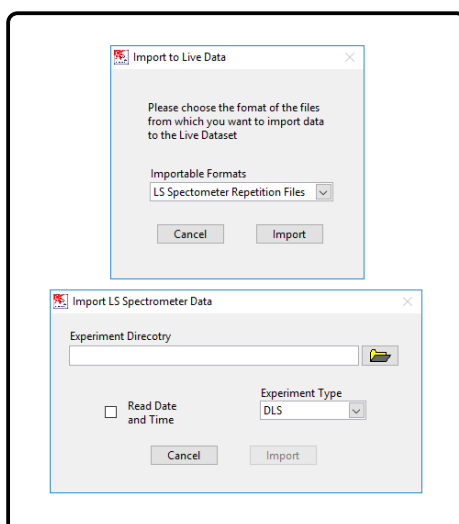 Import to Live Data
Please choose the fomat of the files
from which you want to import data
to the Live Dataset
Importable Formats
LS Spectometer Repetition Files
Cancel Import
Import LS Spectrometer Data
Experiment Direcotry
Experiment Type
Read Date
and Time
DLS
Cancel Import